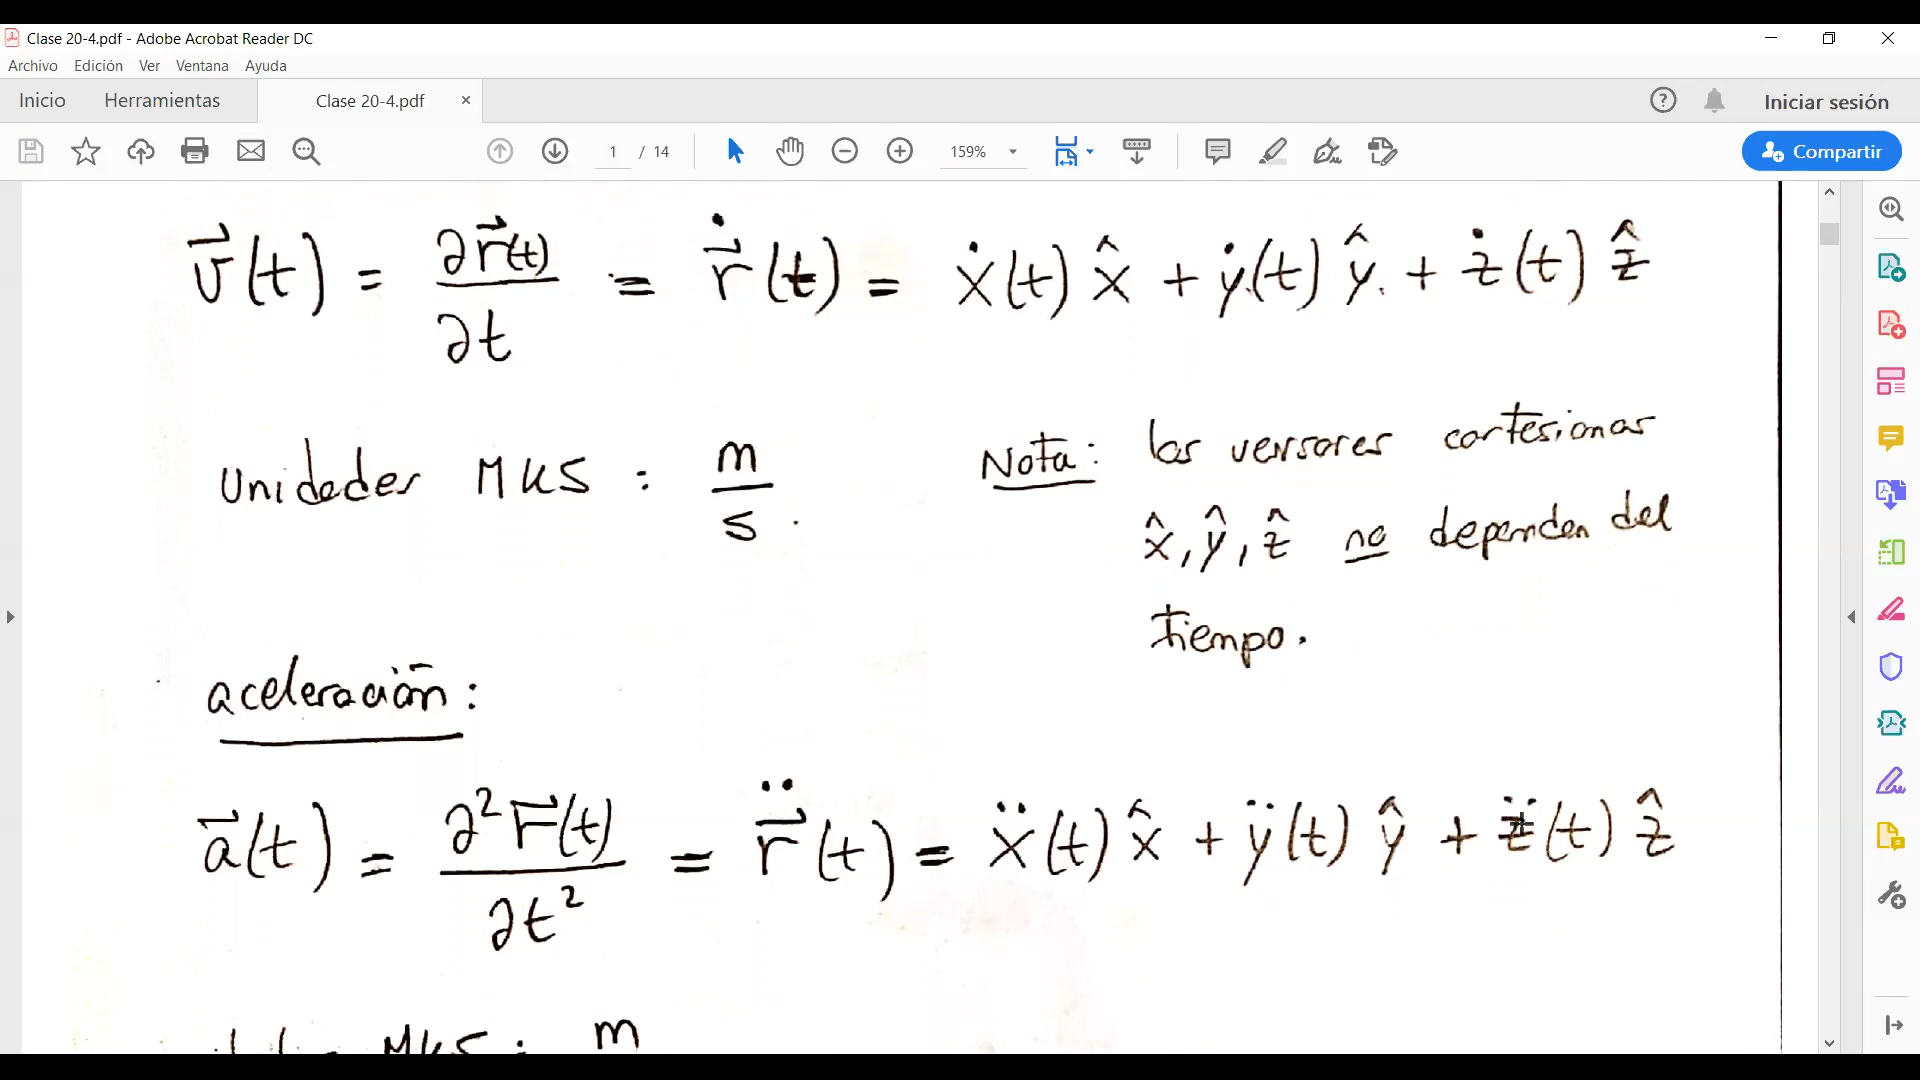 Clase 20-4.pdf - Adobe Acrobat Reader DC
Archivo Edición Ver Ventana Ayuda
Inicio Herramientas Clase 20-4.pdf × Iniciar sesión
1 / 14 159% Compartir
v⃗(t) = ∂r⃗(t)/∂t = ṙ⃗(t) = ẋ(t) x̂ + ẏ(t) ŷ + ż(t) ẑ
Unidades MKS : m/s
Nota: los versores cartesianos
x̂, ŷ, ẑ no dependen del
tiempo.
aceleración:
a⃗(t) = ∂²r⃗(t)/∂t² = r̈⃗(t) = ẍ(t) x̂ + ÿ(t) ŷ + z̈(t) ẑ
MKS : m